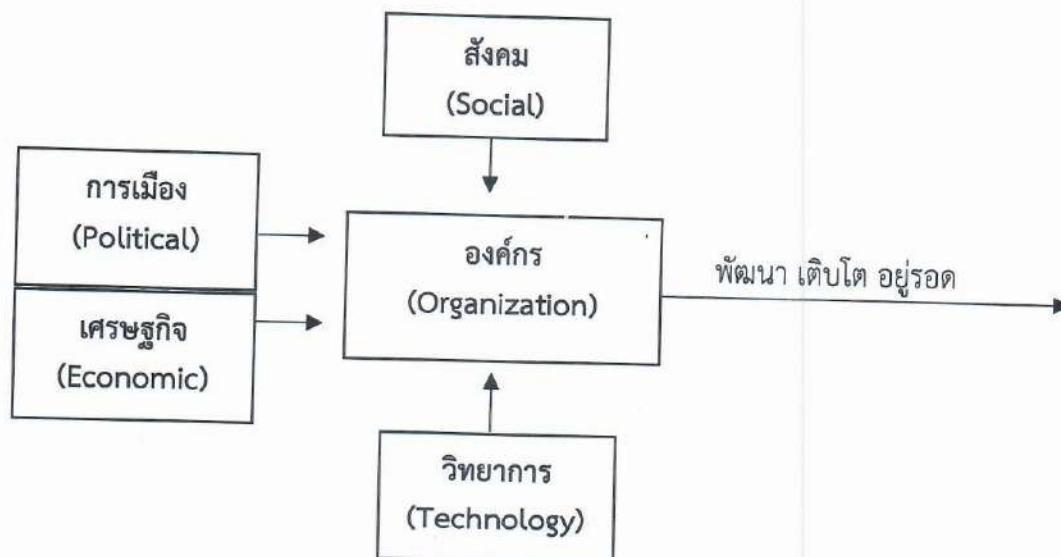 สังคม
(Social)
การเมือง
(Political)
องค์กร
(Organization)
พัฒนา เติบโต อยู่รอด
เศรษฐกิจ
(Economic)
วิทยาการ
(Technology)